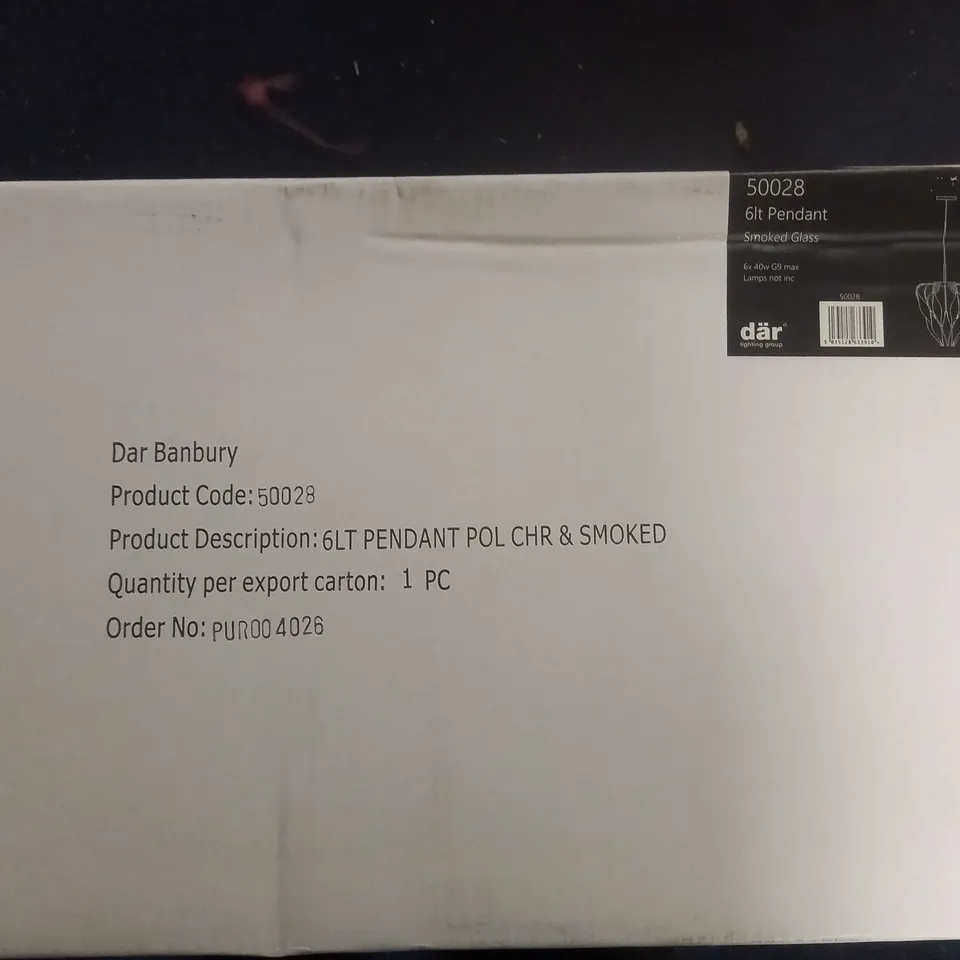 50028
6lt Pendant
Smoked Glass
6x 40w G9 max
Lamps not inc
50028
där
lighting group
Dar Banbury
Product Code: 50028
Product Description: 6LT PENDANT POL CHR & SMOKED
Quantity per export carton: 1 PC
Order No: PUR004026